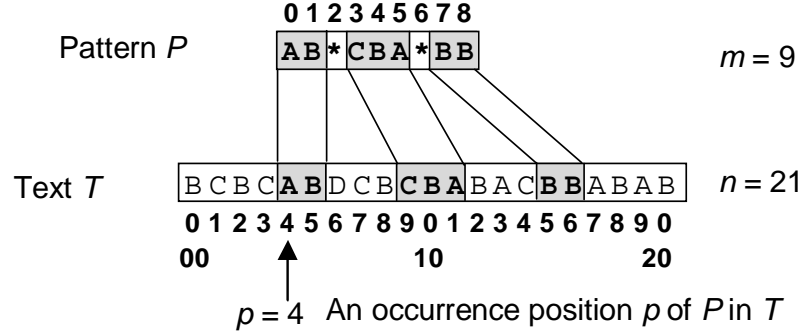 0 1 2 3 4 5 6 7 8
Pattern P AB*CBA*BB m = 9
Text T BCBCABDCBCBABACBBABAB n = 21
0 1 2 3 4 5 6 7 8 9 0 1 2 3 4 5 6 7 8 9 0
00 10 20
p = 4 An occurrence position p of P in T